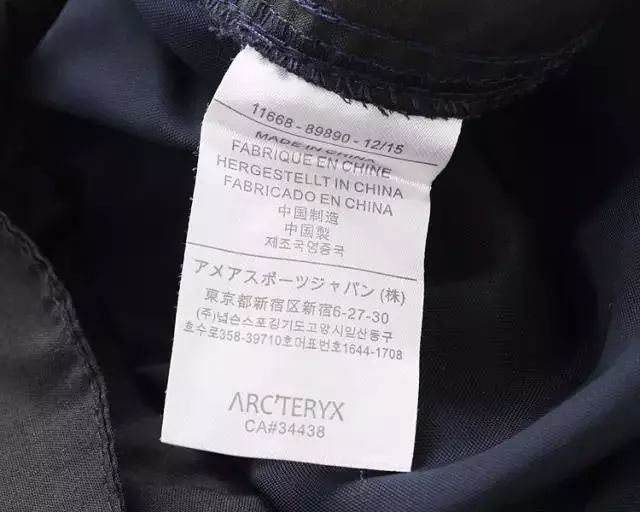 11668 - 89890 - 12/15
MADE IN CHINA
FABRIQUE EN CHINE
HERGESTELLT IN CHINA
FABRICADO EN CHINA
中国制造
中国製
제조국명중국
アメアスポーツジャパン (株)
東京都新宿区新宿6-27-30
(주)넵슨스포김기도고양시일산동구
호수로358-39710호머표번호1644-1708
ARC'TERYX
CA#34438